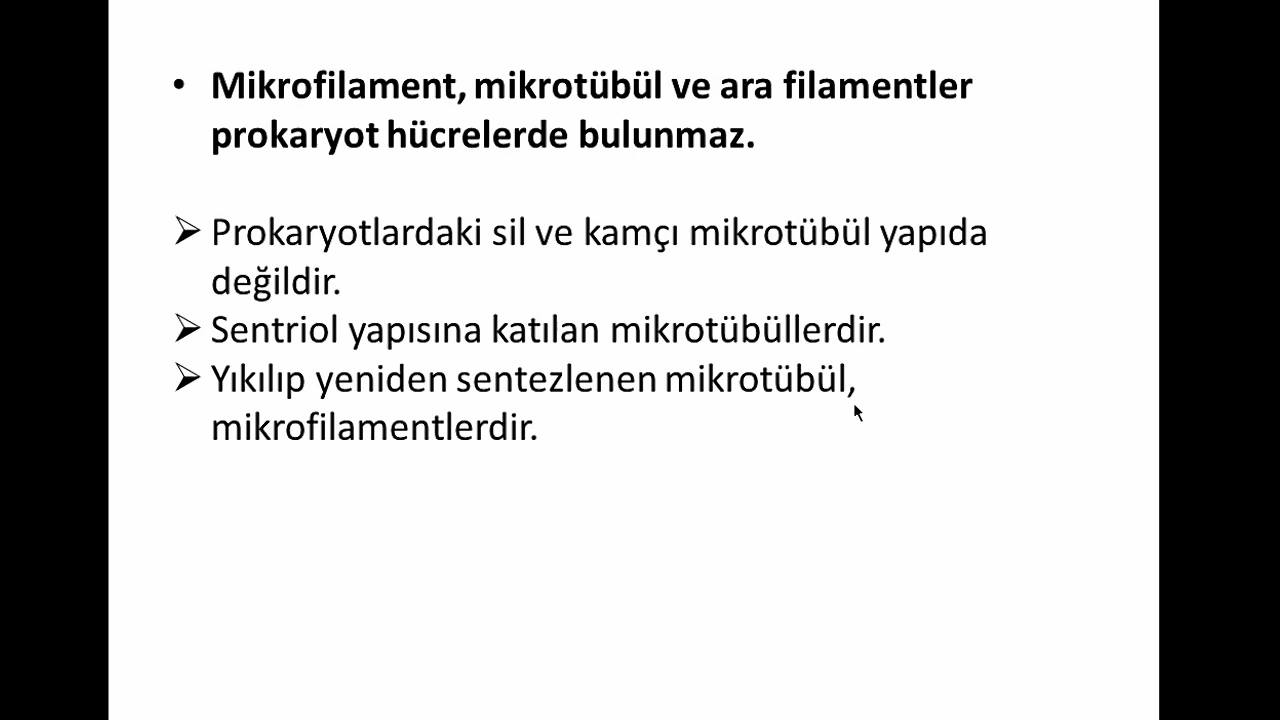 • Mikrofilament, mikrotübül ve ara filamentler
prokaryot hücrelerde bulunmaz.
➢ Prokaryotlardaki sil ve kamçı mikrotübül yapıda
değildir.
➢ Sentriol yapısına katılan mikrotübüllerdir.
➢ Yıkılıp yeniden sentezlenen mikrotübül,
mikrofilamentlerdir.